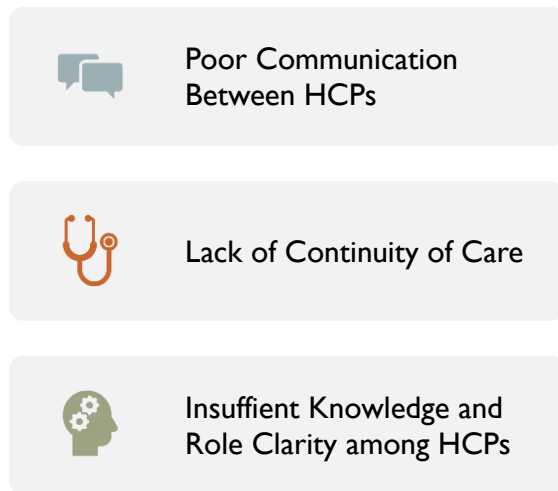 Poor Communication
Between HCPs
Lack of Continuity of Care
Insuffient Knowledge and
Role Clarity among HCPs